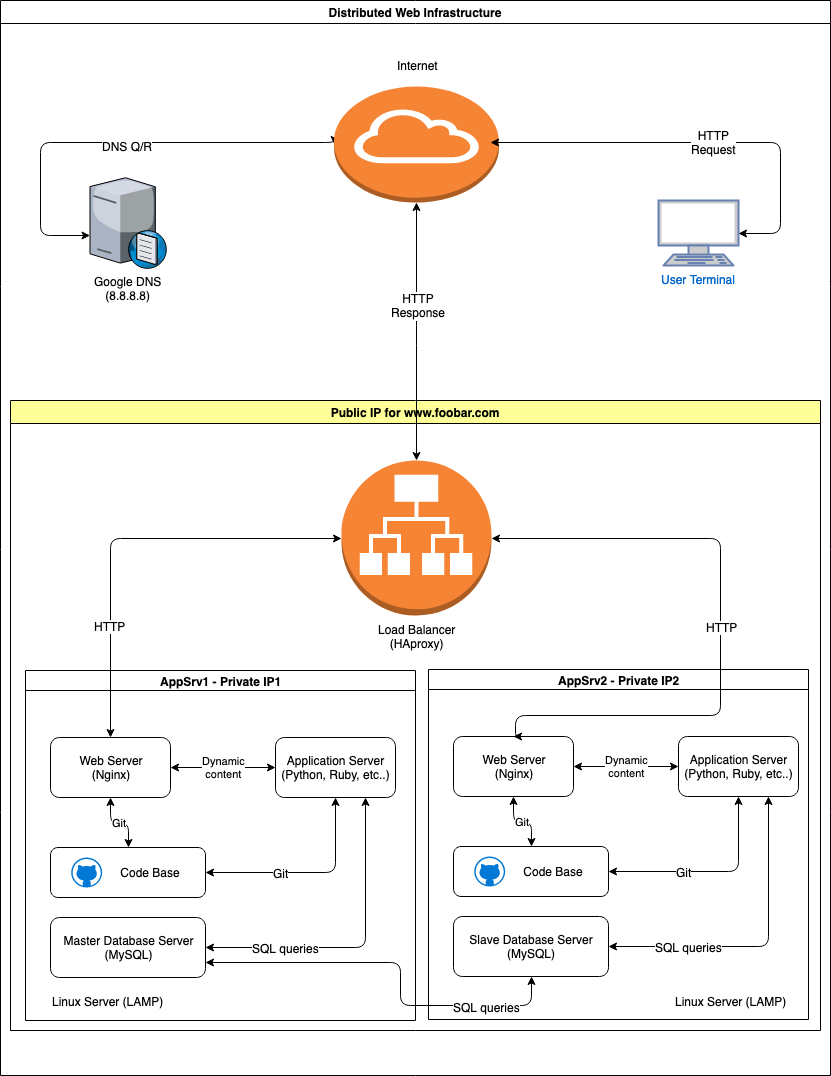 Distributed Web Infrastructure
Internet
DNS Q/R
HTTP
Request
Google DNS
(8.8.8.8)
User Terminal
HTTP
Response
Public IP for www.foobar.com
Load Balancer
(HAproxy)
HTTP
HTTP
AppSrv1 - Private IP1
Web Server
(Nginx)
Dynamic
content
Application Server
(Python, Ruby, etc..)
Git
Code Base
Git
Master Database Server
(MySQL)
SQL queries
Linux Server (LAMP)
AppSrv2 - Private IP2
Web Server
(Nginx)
Dynamic
content
Application Server
(Python, Ruby, etc..)
Git
Code Base
Git
Slave Database Server
(MySQL)
SQL queries
Linux Server (LAMP)
SQL queries